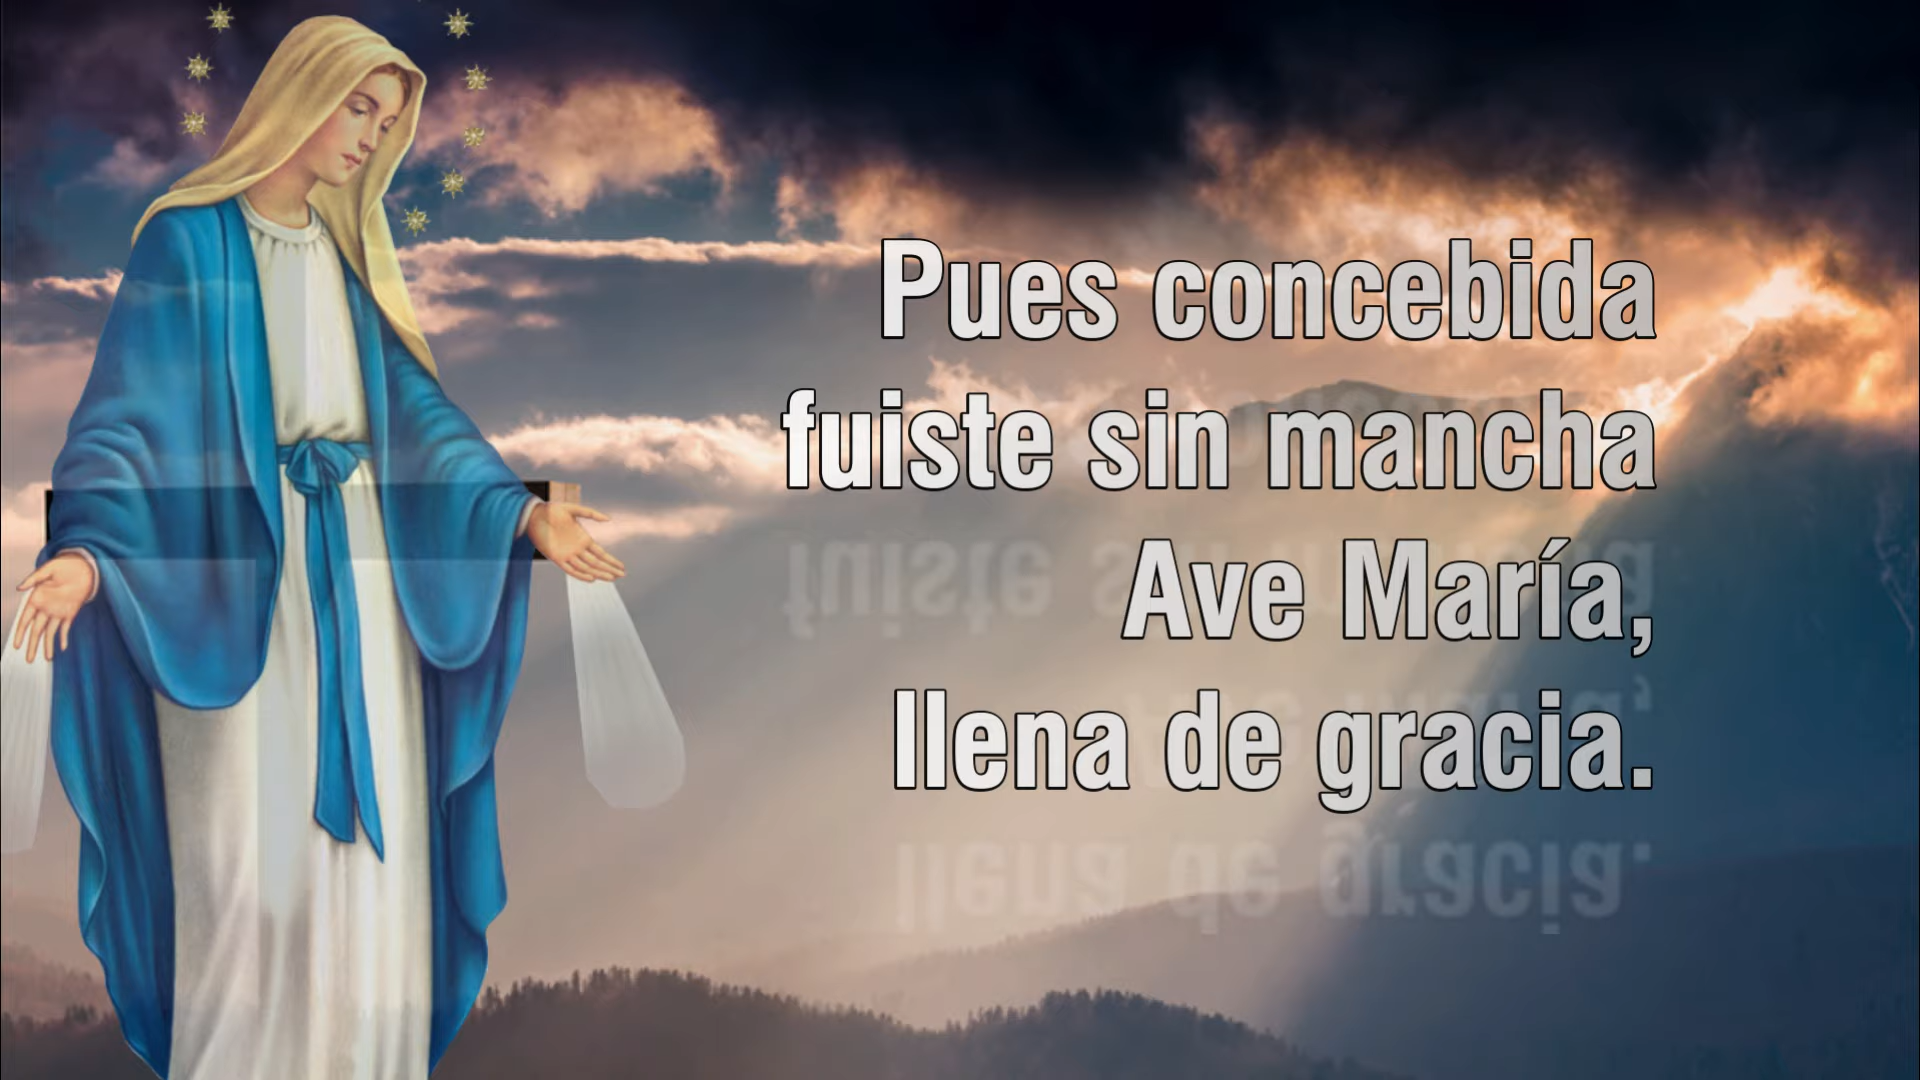 Pues concebida
fuiste sin mancha
Ave María,
llena de gracia.